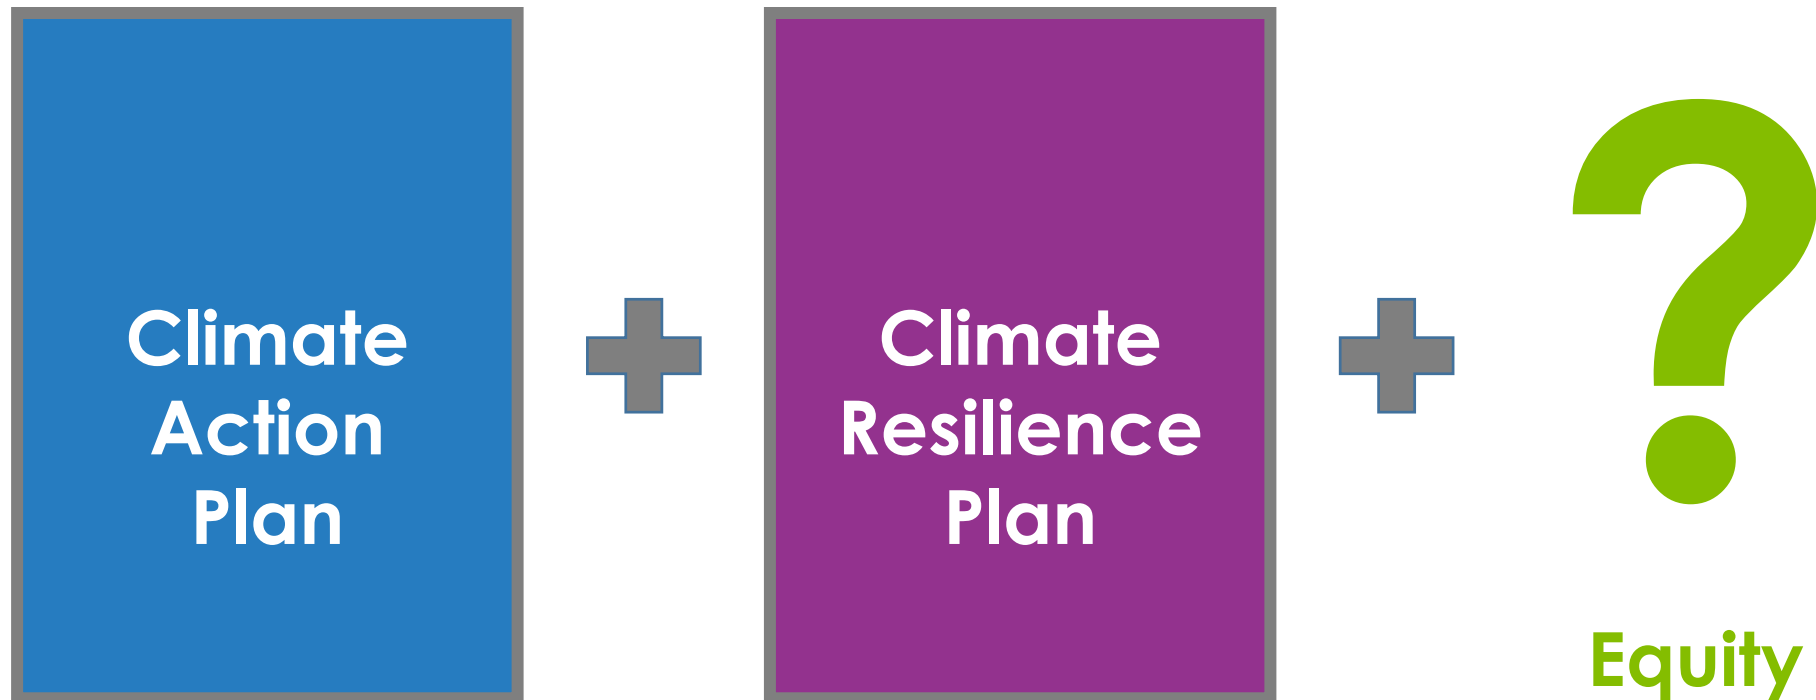 Climate
Action
Plan
Climate
Resilience
Plan
?
Equity